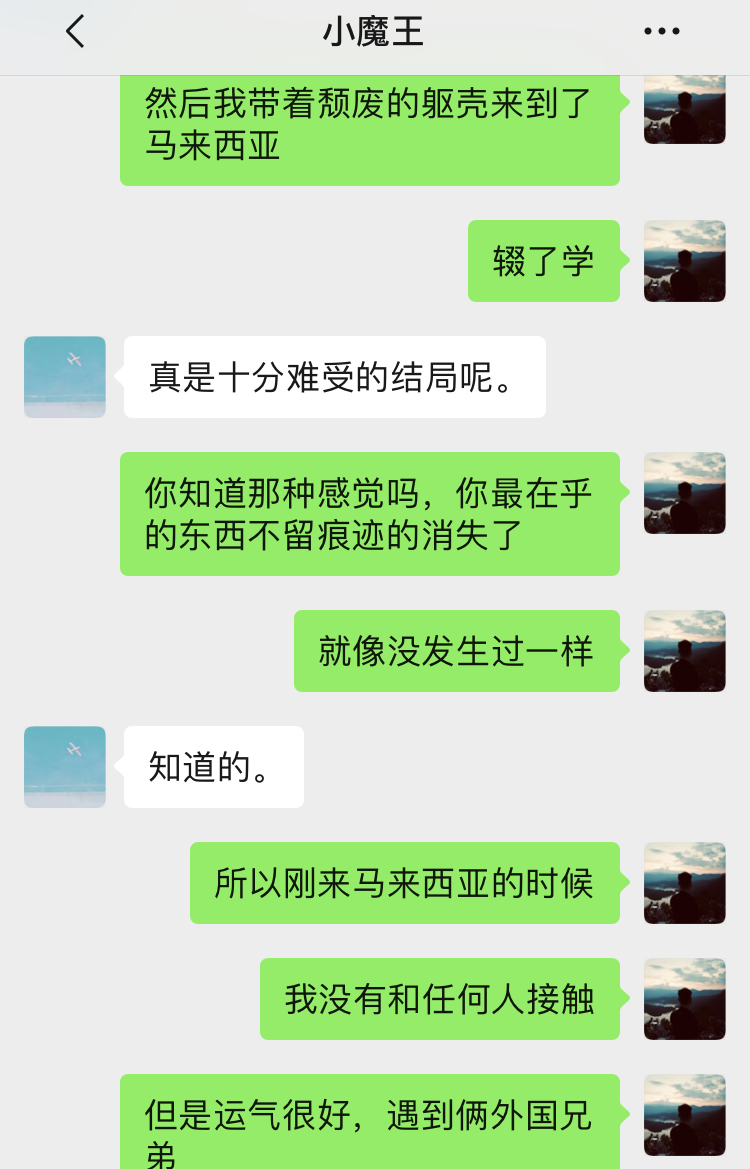 小魔王
然后我带着颓废的躯壳来到了
马来西亚
辍了学
真是十分难受的结局呢。
你知道那种感觉吗，你最在乎
的东西不留痕迹的消失了
就像没发生过一样
知道的。
所以刚来马来西亚的时候
我没有和任何人接触
但是运气很好，遇到俩外国兄
弟